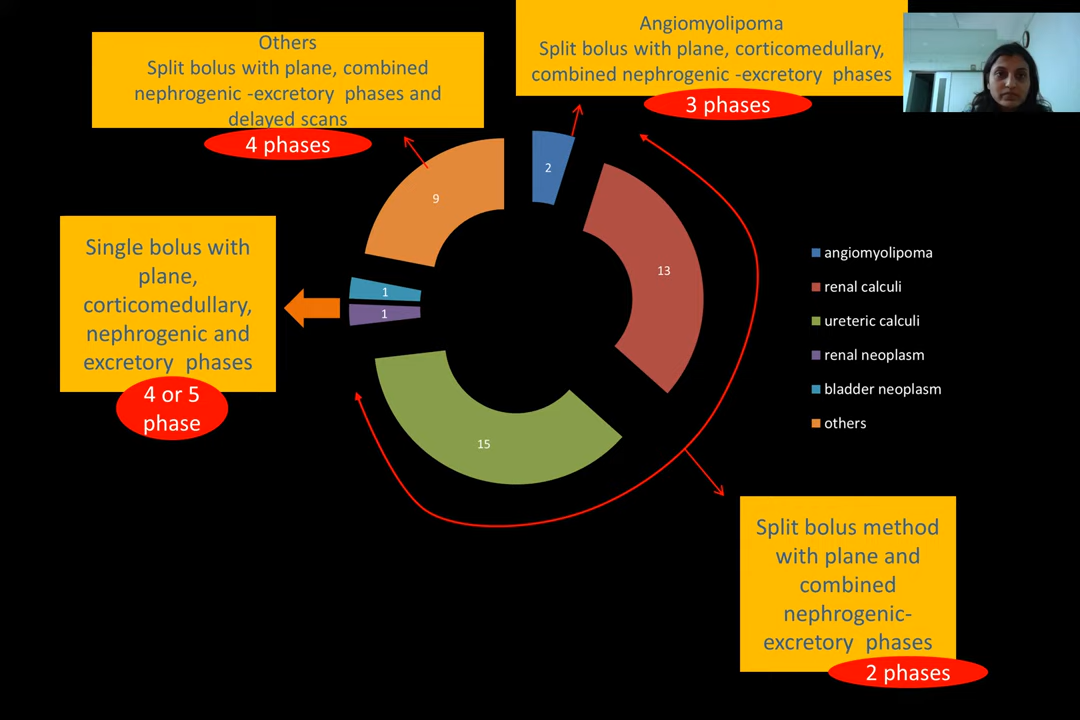 Others
Split bolus with plane, combined
nephrogenic -excretory phases and
delayed scans
4 phases
Angiomyolipoma
Split bolus with plane, corticomedullary,
combined nephrogenic -excretory phases
3 phases
Single bolus with
plane,
corticomedullary,
nephrogenic and
excretory phases
4 or 5
phase
2
13
15
1
1
9
angiomyolipoma
renal calculi
ureteric calculi
renal neoplasm
bladder neoplasm
others
Split bolus method
with plane and
combined
nephrogenic-
excretory phases
2 phases